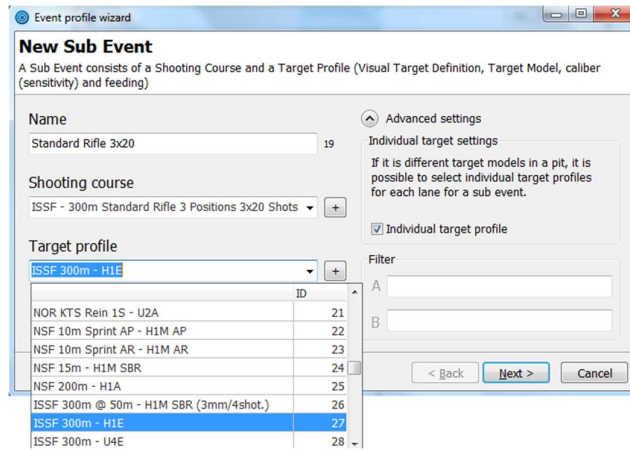 Event profile wizard
New Sub Event
A Sub Event consists of a Shooting Course and a Target Profile (Visual Target Definition, Target Model, caliber
(sensitivity) and feeding)
Name
Standard Rifle 3x20
19
Shooting course
ISSF - 300m Standard Rifle 3 Positions 3x20 Shots
+
Target profile
ISSF 300m - H1E
+
ID
NOR KTS Rein 1S - U2A 21
NSF 10m Sprint AP - H1M AP 22
NSF 10m Sprint AR - H1M AR 23
NSF 15m - H1M SBR 24
NSF 200m - H1A 25
ISSF 300m @ 50m - H1M SBR (3mm/4shot.) 26
ISSF 300m - H1E 27
ISSF 300m - U4E 28
Advanced settings
Individual target settings
If it is different target models in a pit, it is
possible to select individual target profiles
for each lane for a sub event.
Individual target profile
Filter
A
B
< Back
Next >
Cancel